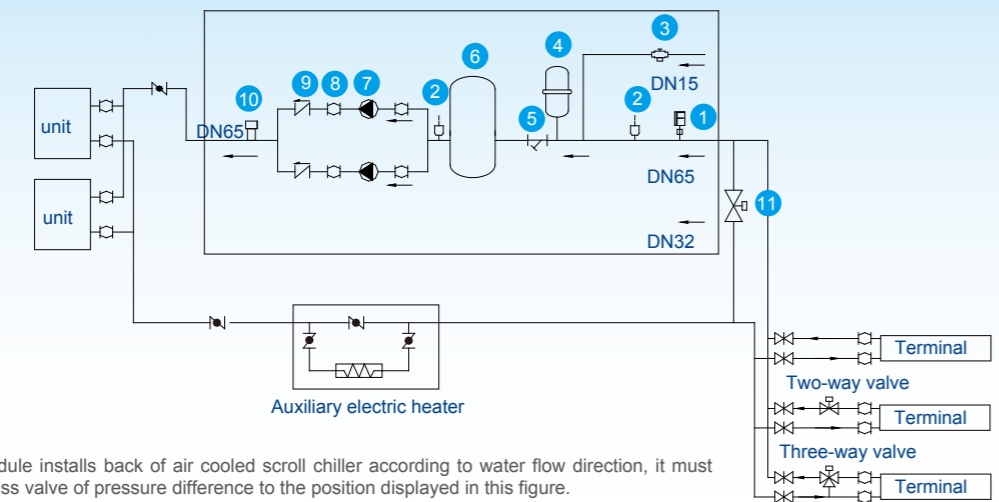 3
4
6
DN15
9
8
7
2
2
1
10
5
unit
DN65
DN65
11
unit
DN32
Terminal
Two-way valve
Auxiliary electric heater
Terminal
Three-way valve
installs back of air cooled scroll chiller according to water flow direction, it must
valve of pressure difference to the position displayed in this figure.
Terminal